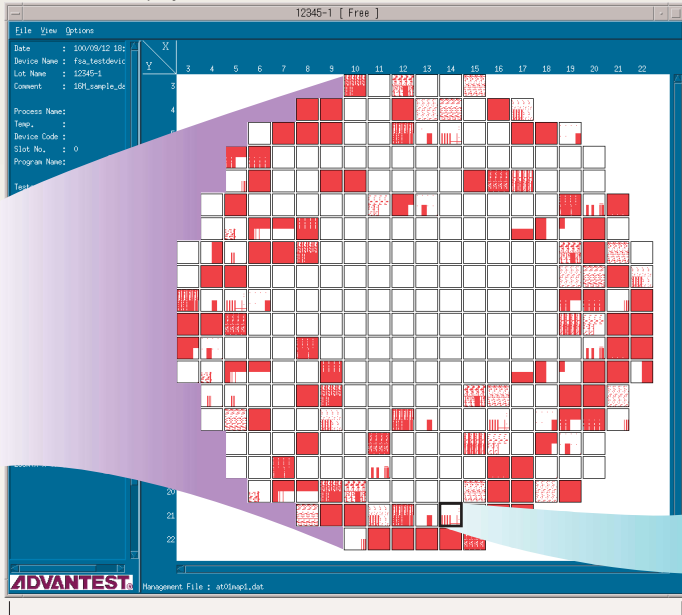 12345-1 [ Free ]
File View Options
Date : 100/09/12 18:
Device Name : fsa_testdevic
Lot Name : 12345-1
Comment : 16M_sample_da
Process Name:
Temp. :
Device Code :
Slot No. : 0
Program Name:
X
Y
3 4 5 6 7 8 9 10 11 12 13 14 15 16 17 18 19 20 21 22
3
4
20
21
22
ADVANTEST
Management File : at01map1.dat